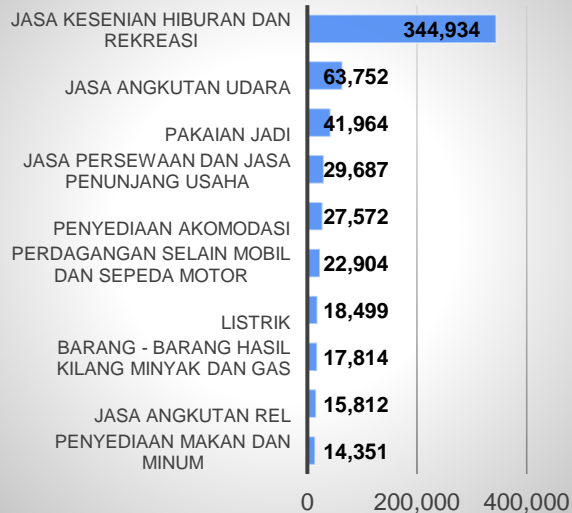 JASA KESENIAN HIBURAN DAN
REKREASI
344,934
JASA ANGKUTAN UDARA
63,752
PAKAIAN JADI
41,964
JASA PERSEWAAN DAN JASA
PENUNJANG USAHA
29,687
PENYEDIAAN AKOMODASI
27,572
PERDAGANGAN SELAIN MOBIL
DAN SEPEDA MOTOR
22,904
LISTRIK
18,499
BARANG - BARANG HASIL
KILANG MINYAK DAN GAS
17,814
JASA ANGKUTAN REL
15,812
PENYEDIAAN MAKAN DAN
MINUM
14,351
0 200,000 400,000